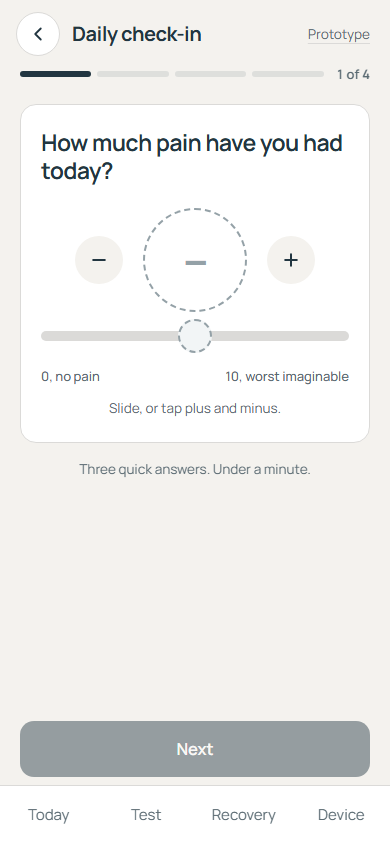 Daily check-in
Prototype
1 of 4
How much pain have you had
today?
–
0, no pain
10, worst imaginable
Slide, or tap plus and minus.
Three quick answers. Under a minute.
Next
Today
Test
Recovery
Device